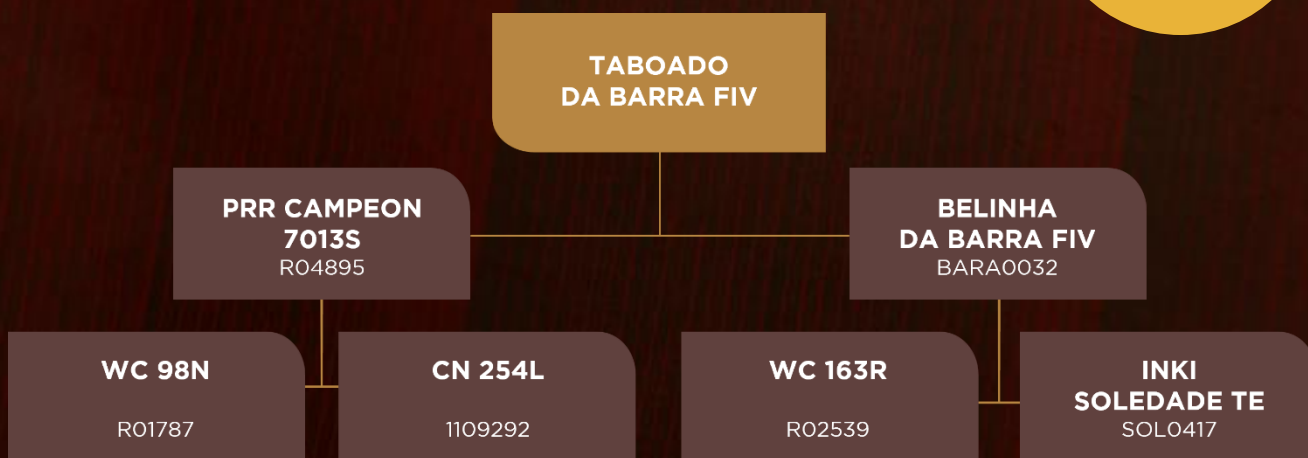 TABOADO
DA BARRA FIV
PRR CAMPEON
7013S
R04895
BELINHA
DA BARRA FIV
BARA0032
WC 98N
R01787
CN 254L
1109292
WC 163R
R02539
INKI
SOLEDADE TE
SOL0417